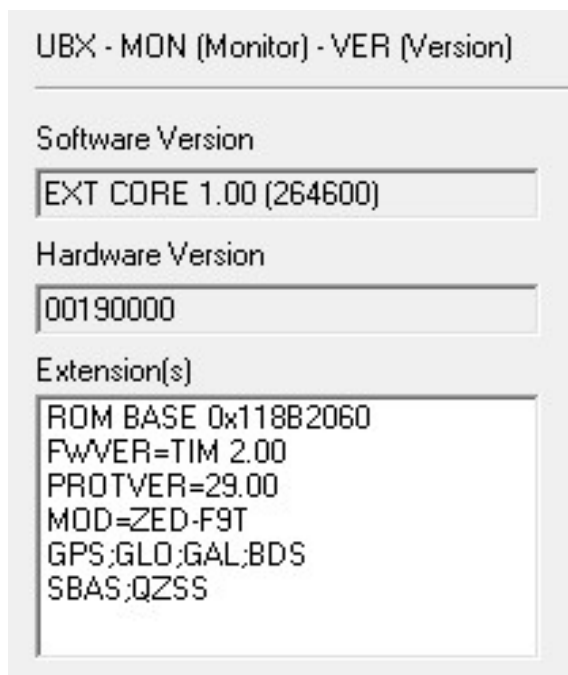 UBX - MON (Monitor) - VER (Version)
Software Version
EXT CORE 1.00 (264600)
Hardware Version
00190000
Extension(s)
ROM BASE 0x118B2060
FWVER=TIM 2.00
PROTVER=29.00
MOD=ZED-F9T
GPS;GLO;GAL;BDS
SBAS;QZSS